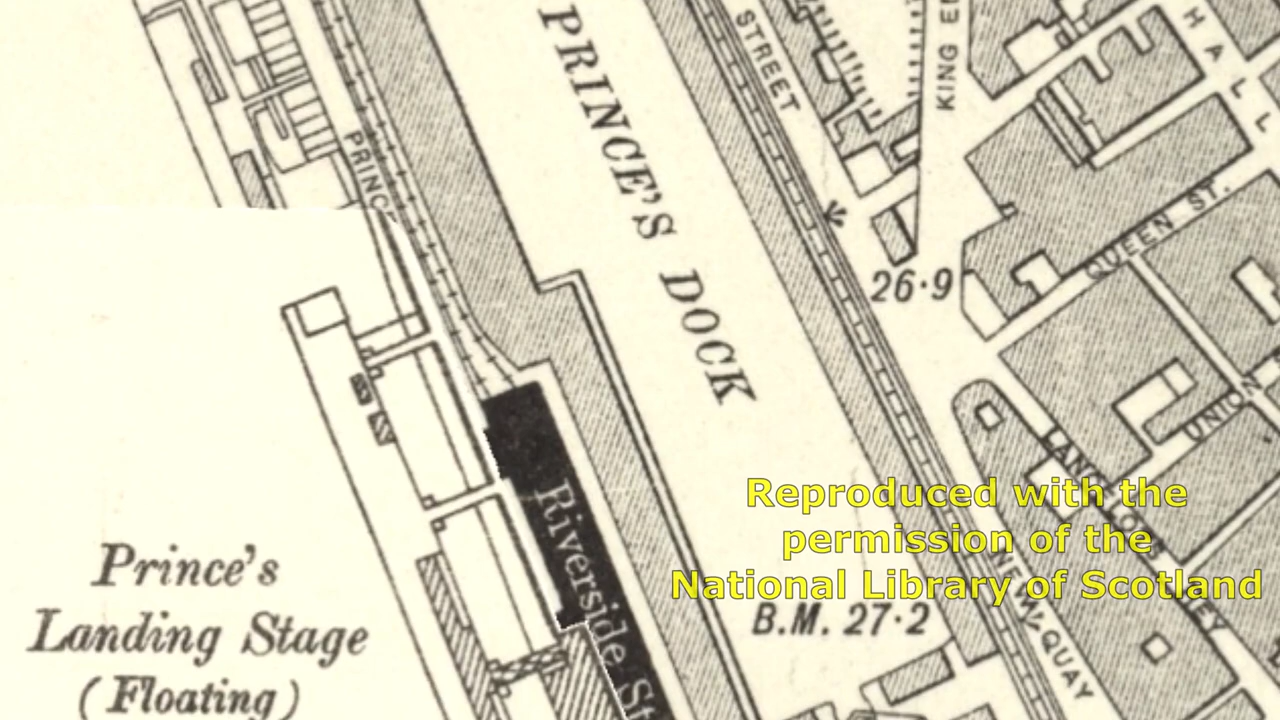 PRINCE'S DOCK
STREET
KING E
HALL
PRINC
QUEEN ST.
26·9
UNION
Reproduced with the
permission of the
National Library of Scotland
NEW QUAY
B.M. 27·2
Riverside St
Prince's
Landing Stage
(Floating)